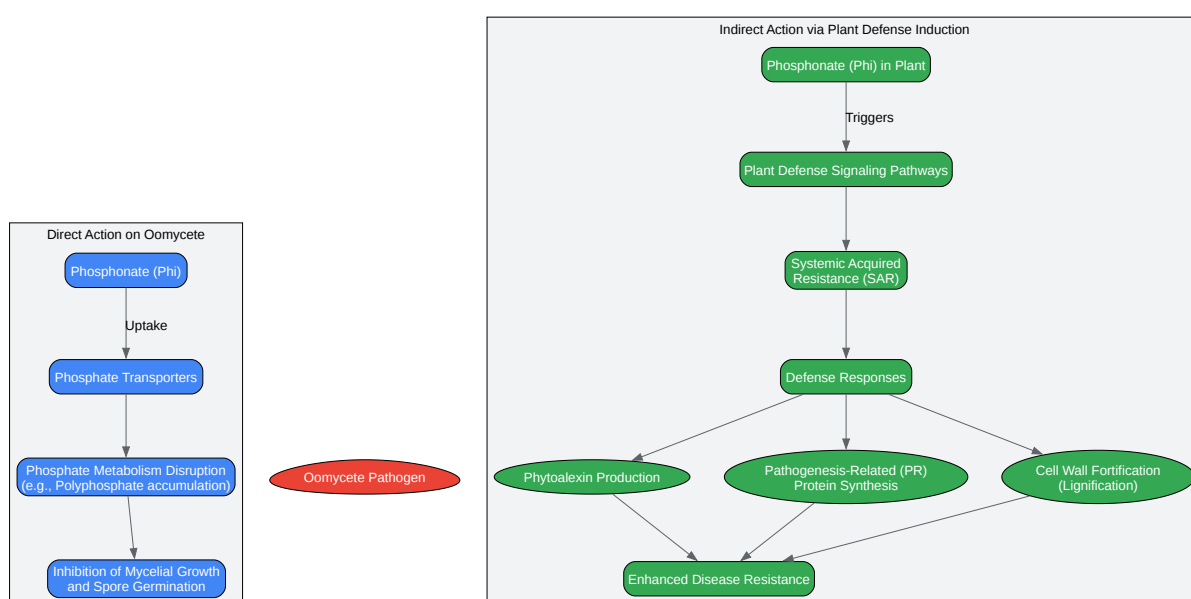 Direct Action on Oomycete
Phosphonate (Phi)
Uptake
Phosphate Transporters
Phosphate Metabolism Disruption
(e.g., Polyphosphate accumulation)
Inhibition of Mycelial Growth
and Spore Germination
Oomycete Pathogen
Indirect Action via Plant Defense Induction
Phosphonate (Phi) in Plant
Triggers
Plant Defense Signaling Pathways
Systemic Acquired
Resistance (SAR)
Defense Responses
Phytoalexin Production
Pathogenesis-Related (PR)
Protein Synthesis
Cell Wall Fortification
(Lignification)
Enhanced Disease Resistance